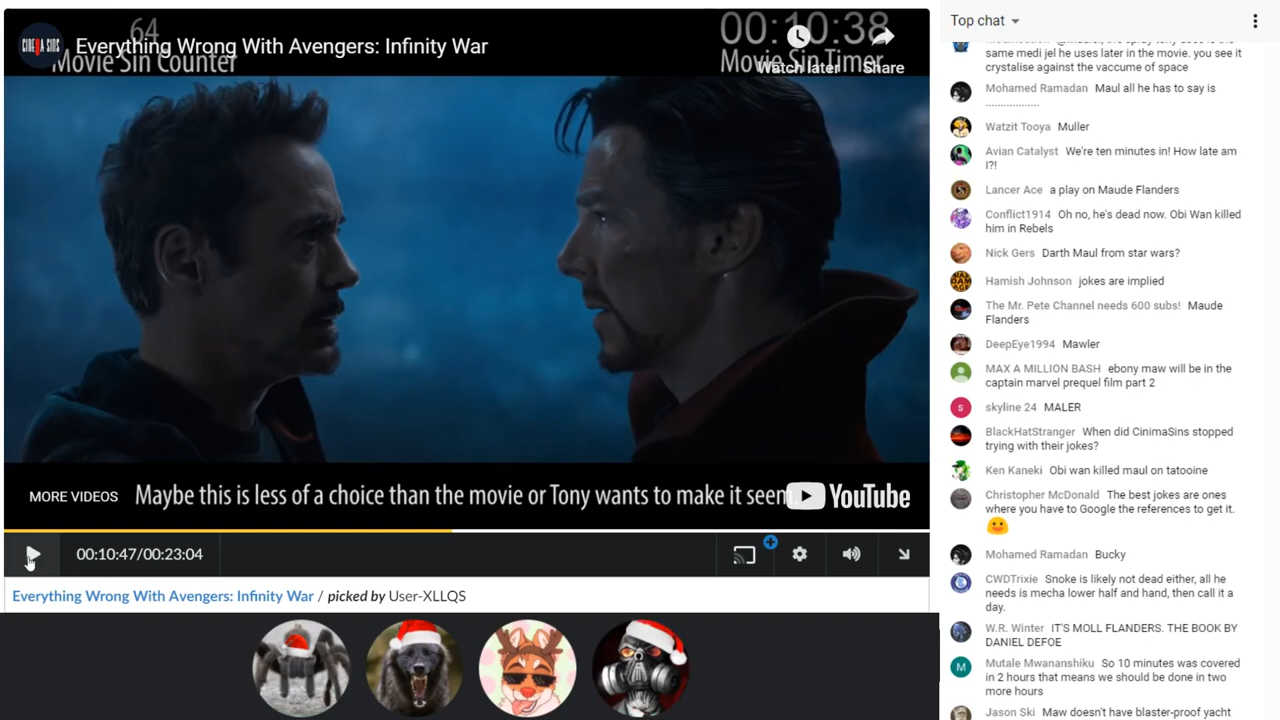 64
Movie Sin Counter
CINEMA SINS
Everything Wrong With Avengers: Infinity War
00:10:38
Movie Sin Timer
Watch later
Share
MORE VIDEOS
Maybe this is less of a choice than the movie or Tony wants to make it seem
YouTube
00:10:47/00:23:04
Everything Wrong With Avengers: Infinity War / picked by User-XLLQS
Top chat
same medi jel he uses later in the movie. you see it
crystalise against the vaccume of space
Mohamed Ramadan Maul all he has to say is
.................
Watzit Tooya Muller
Avian Catalyst We're ten minutes in! How late am
I?!
Lancer Ace a play on Maude Flanders
Conflict1914 Oh no, he's dead now. Obi Wan killed
him in Rebels
Nick Gers Darth Maul from star wars?
Hamish Johnson jokes are implied
The Mr. Pete Channel needs 600 subs! Maude
Flanders
DeepEye1994 Mawler
MAX A MILLION BASH ebony maw will be in the
captain marvel prequel film part 2
S
skyline 24 MALER
BlackHatStranger When did CinimaSins stopped
trying with their jokes?
Ken Kaneki Obi wan killed maul on tatooine
Christopher McDonald The best jokes are ones
where you have to Google the references to get it.
Mohamed Ramadan Bucky
CWDTrixie Snoke is likely not dead either, all he
needs is mecha lower half and hand, then call it a
day.
W.R. Winter IT'S MOLL FLANDERS. THE BOOK BY
DANIEL DEFOE
M
Mutale Mwananshiku So 10 minutes was covered
in 2 hours that means we should be done in two
more hours
Jason Ski Maw doesn't have blaster-proof yacht